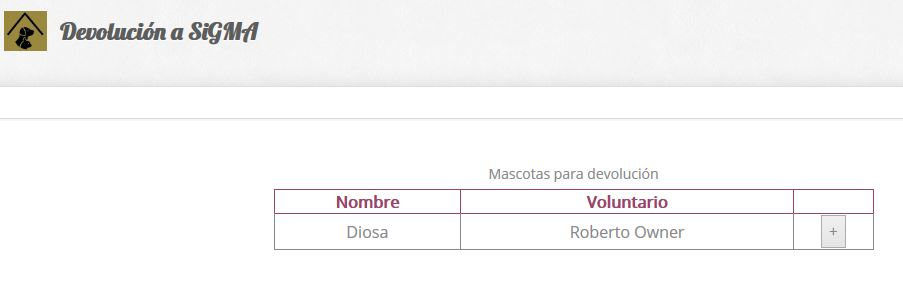 Devolución a SiGMA
Mascotas para devolución
Nombre Voluntario
Diosa Roberto Owner +